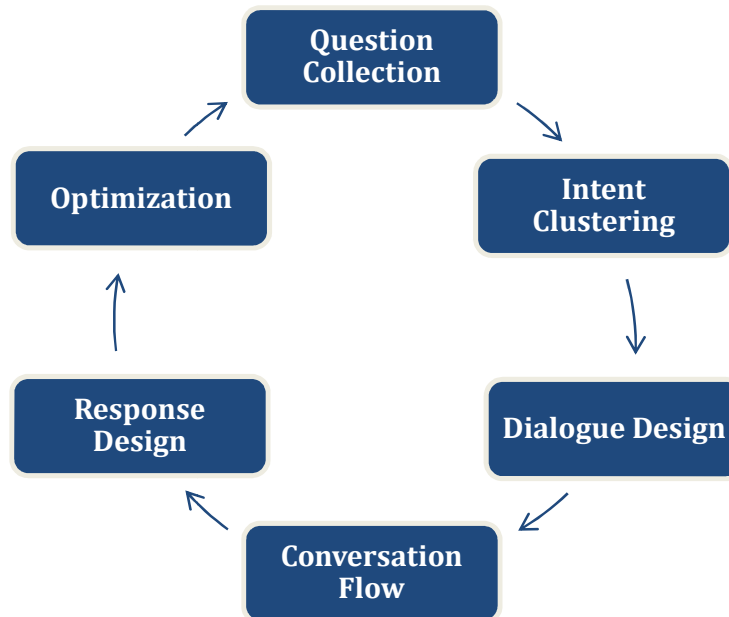 Question
Collection
Intent
Clustering
Dialogue Design
Conversation
Flow
Response
Design
Optimization